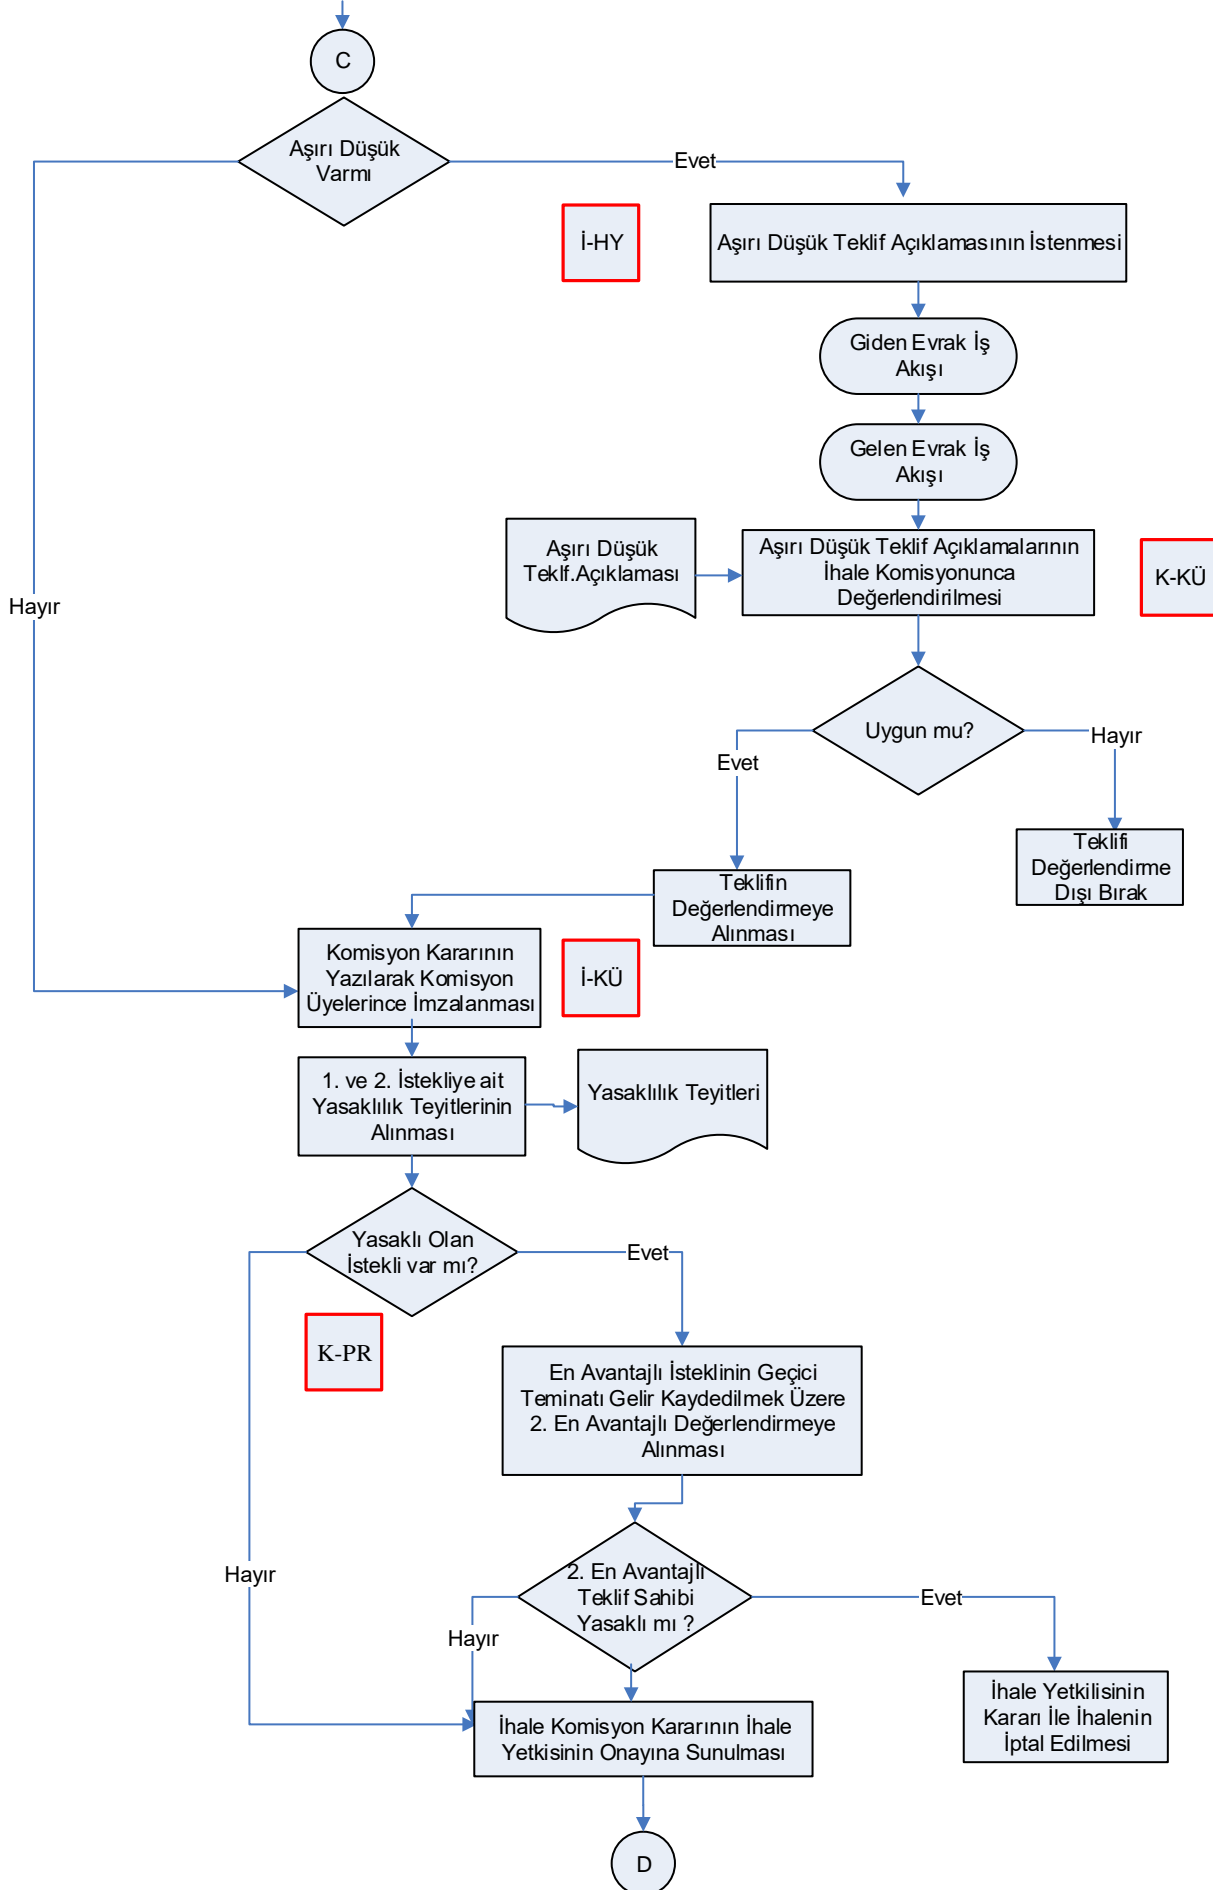 C
Aşırı Düşük
Varmı
Evet
İ-HY
Aşırı Düşük Teklif Açıklamasının İstenmesi
Giden Evrak İş
Akışı
Gelen Evrak İş
Akışı
Aşırı Düşük
Teklf.Açıklaması
Aşırı Düşük Teklif Açıklamalarının
İhale Komisyonunca
Değerlendirilmesi
K-KÜ
Hayır
Uygun mu?
Evet
Hayır
Teklifi
Değerlendirme
Dışı Bırak
Teklifin
Değerlendirmeye
Alınması
Komisyon Kararının
Yazılarak Komisyon
Üyelerince İmzalanması
İ-KÜ
1. ve 2. İstekliye ait
Yasaklılık Teyitlerinin
Alınması
Yasaklılık Teyitleri
Yasaklı Olan
İstekli var mı?
Evet
K-PR
En Avantajlı İsteklinin Geçici
Teminatı Gelir Kaydedilmek Üzere
2. En Avantajlı Değerlendirmeye
Alınması
Hayır
2. En Avantajlı
Teklif Sahibi
Yasaklı mı ?
Evet
Hayır
İhale Komisyon Kararının İhale
Yetkisinin Onayına Sunulması
İhale Yetkilisinin
Kararı İle İhalenin
İptal Edilmesi
D